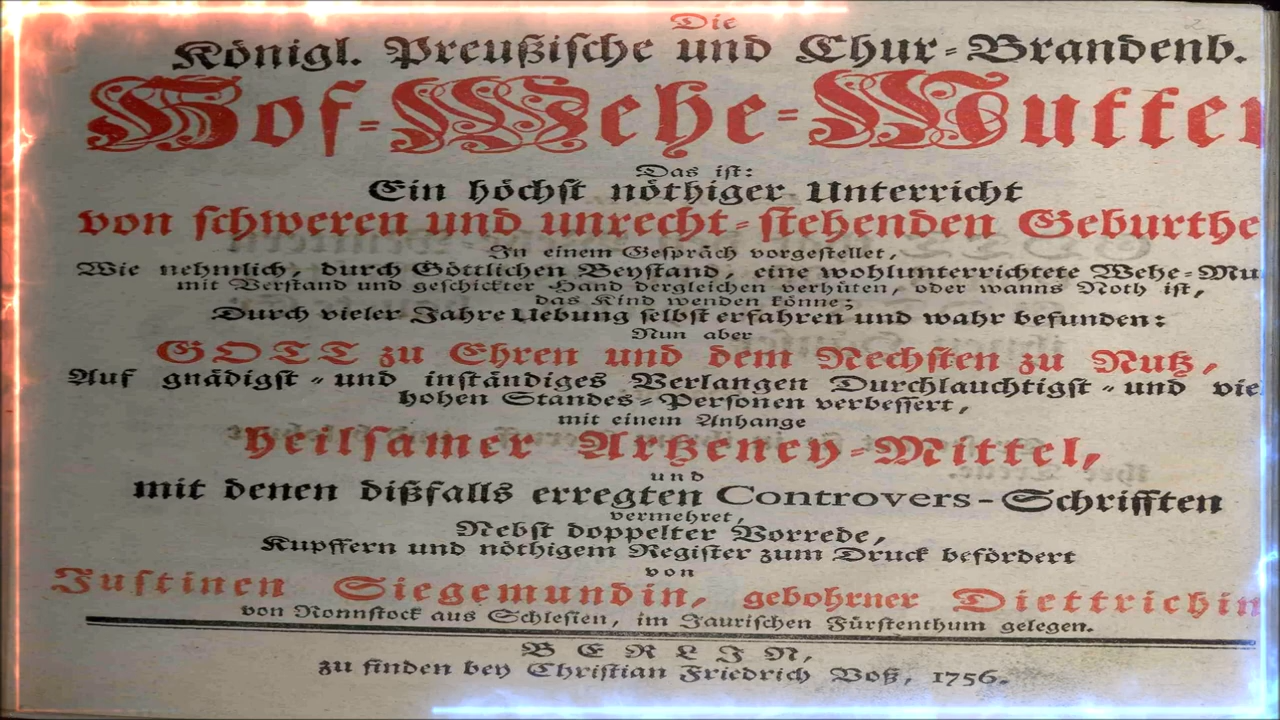 Die
Königl. Preußische und Chur-Brandenb.
Hof-Wehe-Mutter
Das ist:
Ein höchst nöthiger Unterricht
von schweren und unrecht-stehenden Geburthe
In einem Gespräch vorgestellet,
Wie nehmlich, durch Göttlichen Beystand, eine wohlunterrichtete Wehe-Mu
mit Verstand und geschickter Hand dergleichen verhüten, oder wanns Noth ist,
das Kind wenden könne;
Durch vieler Jahre Uebung selbst erfahren und wahr befunden:
Nun aber
GOTT zu Ehren und dem Nechsten zu Nutz,
Auf gnädigst- und inständiges Verlangen Durchlauchtigst- und vie
hohen Standes-Personen verbessert,
mit einem Anhange
heilsamer Artzeney-Mittel,
und
mit denen dißfalls erregten Controvers-Schrifften
vermehret,
Nebst doppelter Vorrede,
Kupffern und nöthigem Register zum Druck befördert
von
Justinen Siegemundin, gebohrner Diettrichin
von Ronnstock aus Schlesien, im Jaurischen Fürstenthum gelegen.
BERLIN,
zu finden bey Christian Friedrich Voß, 1756.